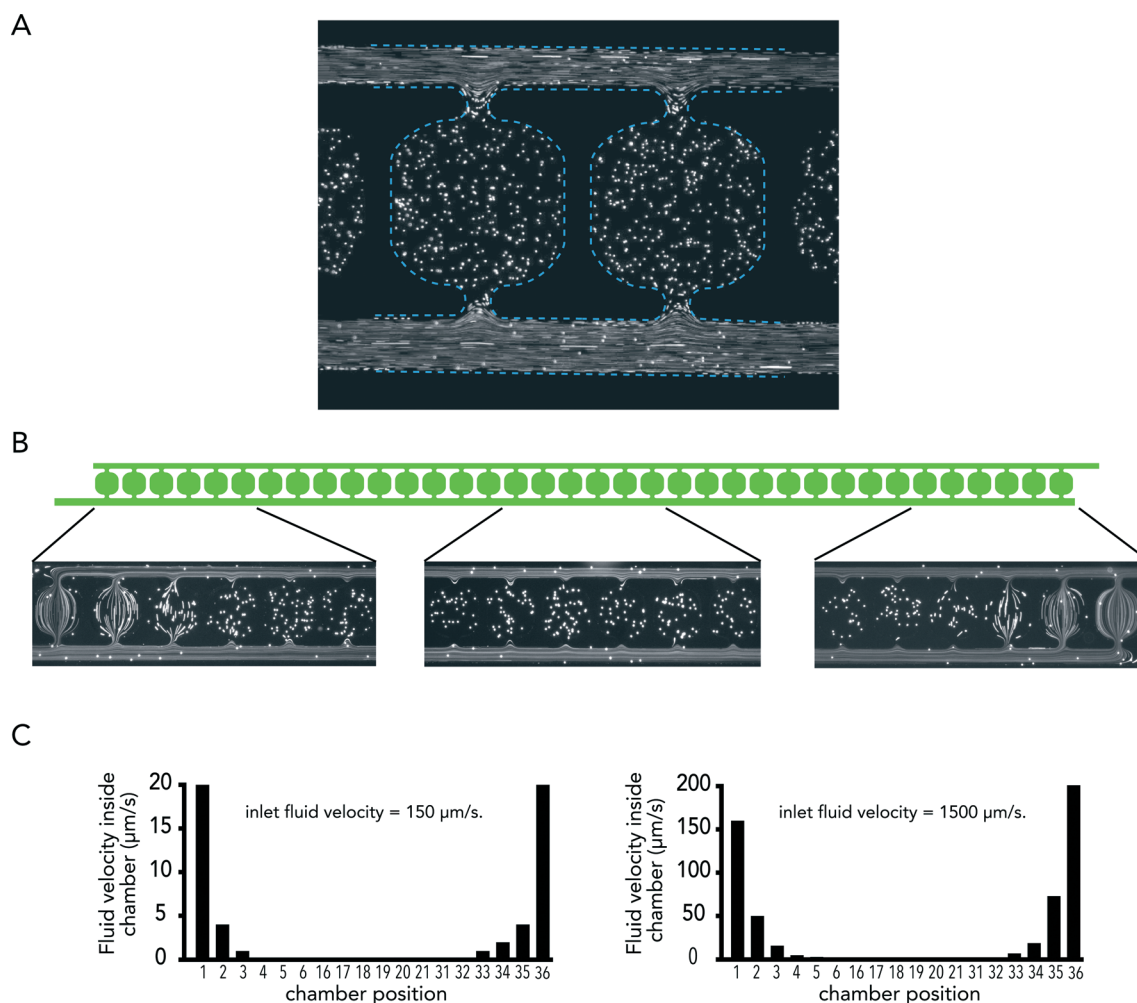 A
B
C
Fluid velocity inside
chamber (μm/s)
20
15
10
5
0
inlet fluid velocity = 150 μm/s.
1 2 3 4 5 6 16 17 18 19 20 21 31 32 33 34 35 36
chamber position
Fluid velocity inside
chamber (μm/s)
200
150
100
50
0
inlet fluid velocity = 1500 μm/s.
1 2 3 4 5 6 16 17 18 19 20 21 31 32 33 34 35 36
chamber position